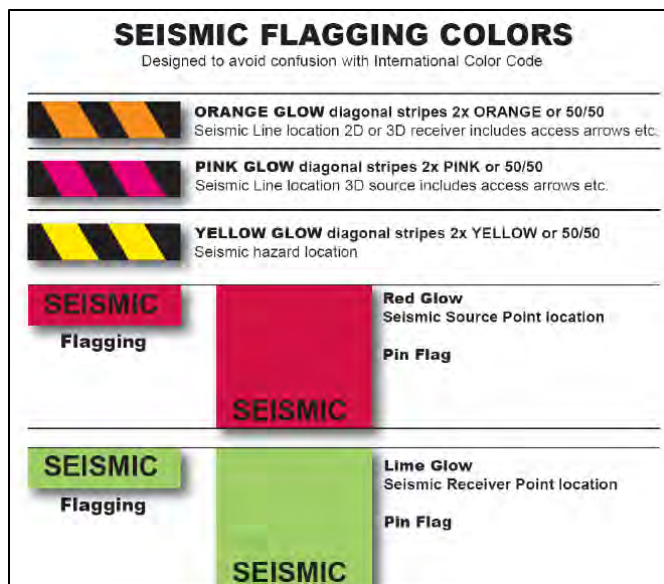 SEISMIC FLAGGING COLORS
Designed to avoid confusion with International Color Code
ORANGE GLOW diagonal stripes 2x ORANGE or 50/50
Seismic Line location 2D or 3D receiver includes access arrows etc.
PINK GLOW diagonal stripes 2x PINK or 50/50
Seismic Line location 3D source includes access arrows etc.
YELLOW GLOW diagonal stripes 2x YELLOW or 50/50
Seismic hazard location
SEISMIC
Flagging
SEISMIC
Red Glow
Seismic Source Point location
Pin Flag
SEISMIC
Flagging
SEISMIC
Lime Glow
Seismic Receiver Point location
Pin Flag